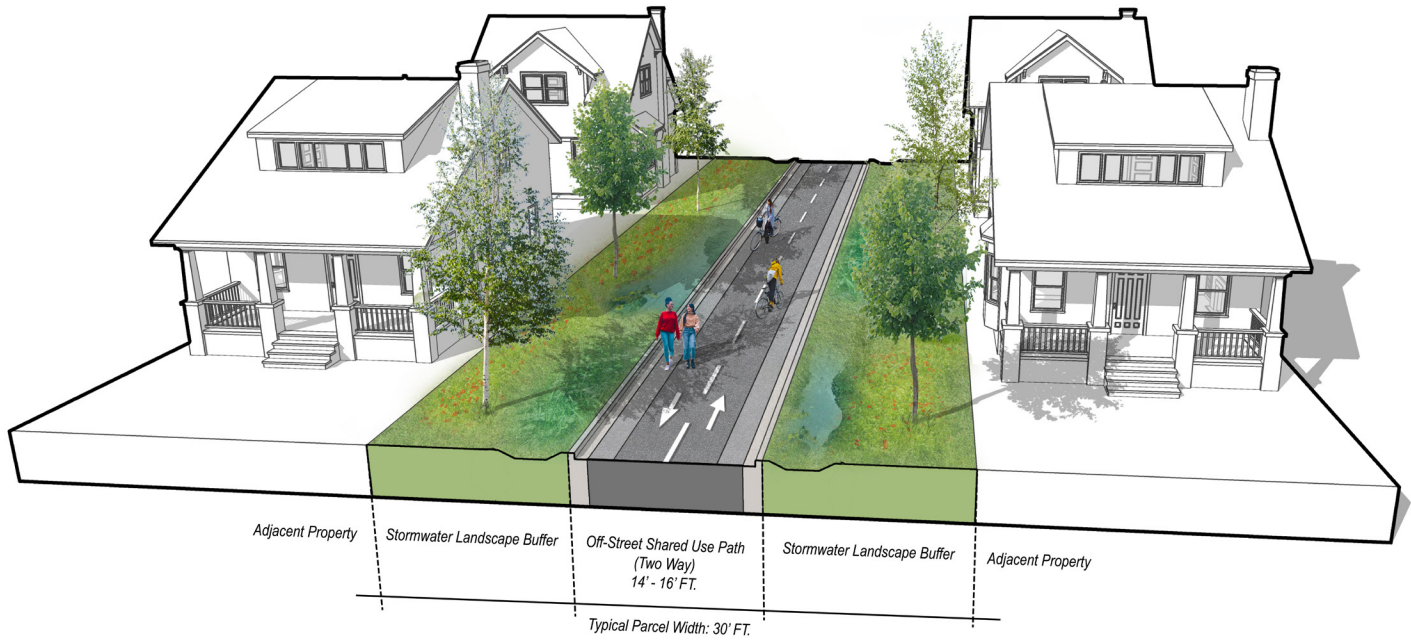 Adjacent Property
Stormwater Landscape Buffer
Off-Street Shared Use Path
(Two Way)
14' - 16' FT.
Stormwater Landscape Buffer
Adjacent Property
Typical Parcel Width: 30' FT.